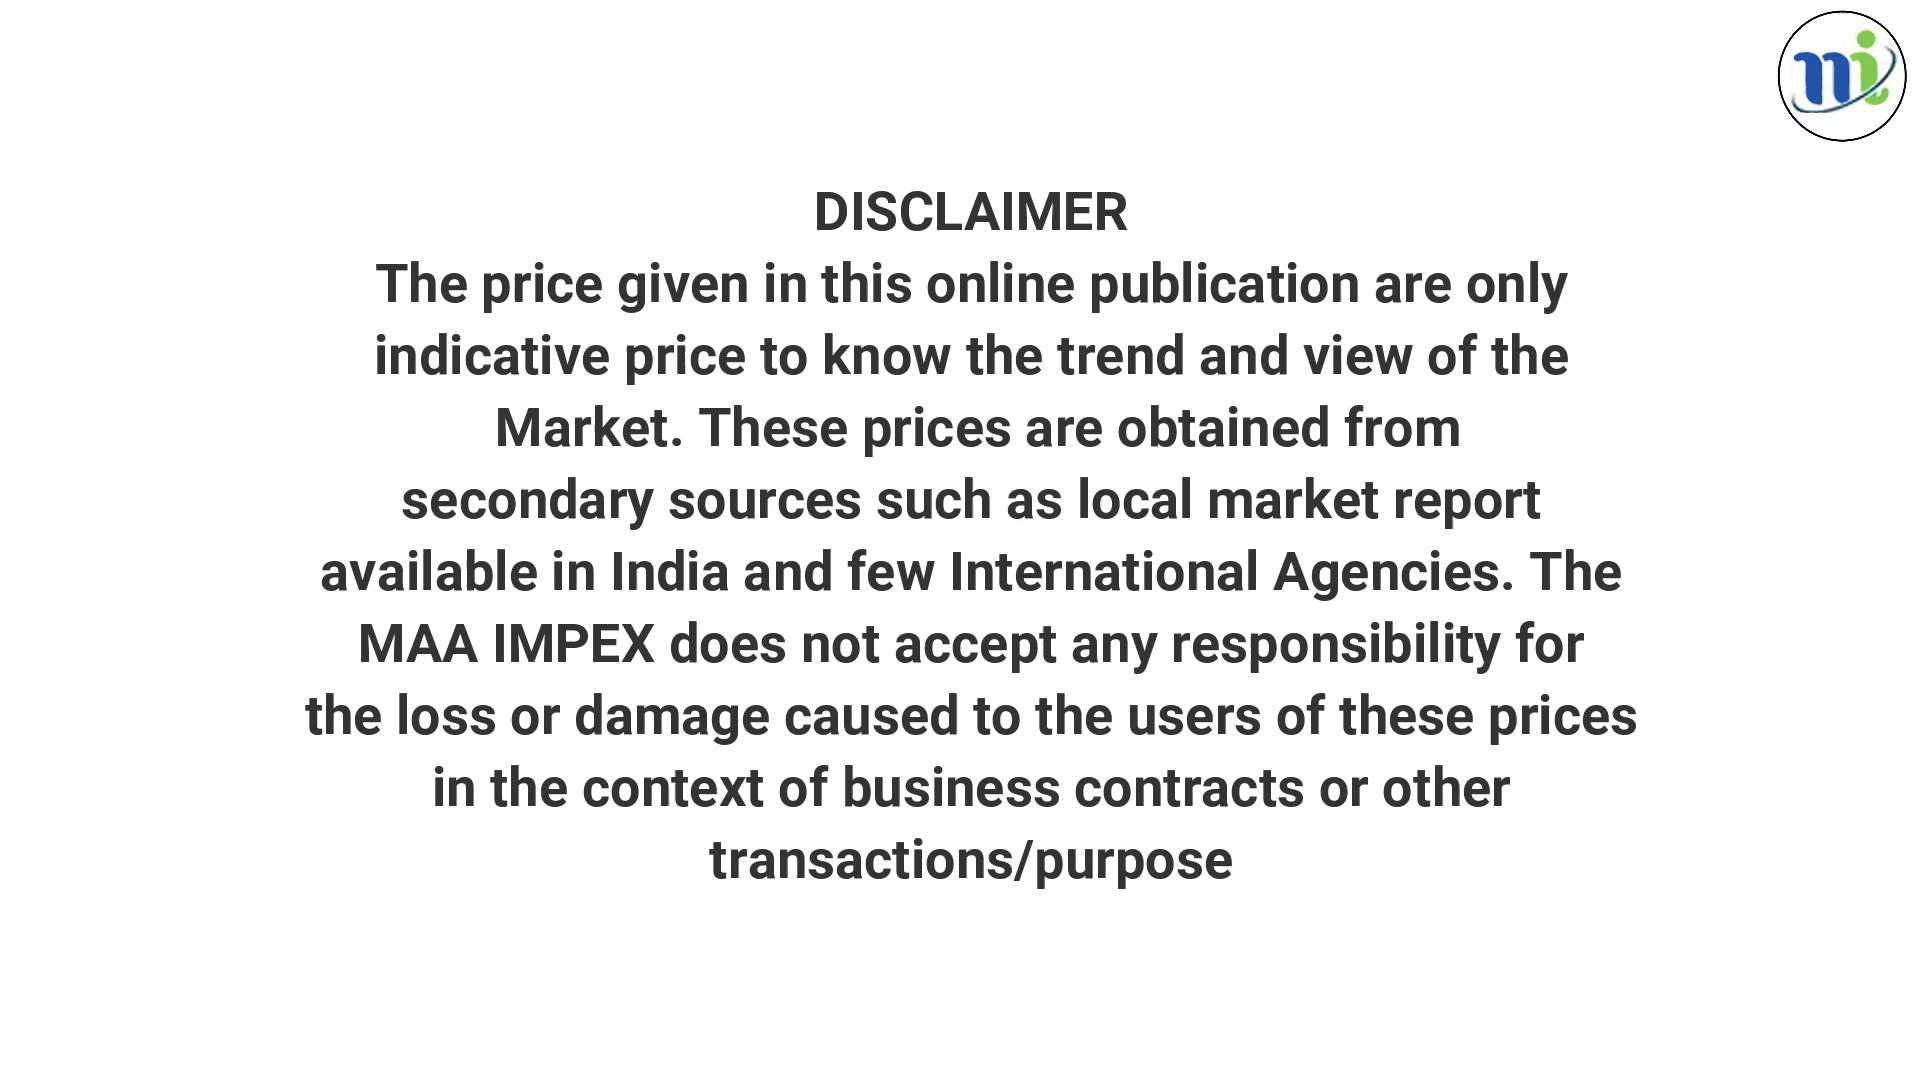 mi
DISCLAIMER
The price given in this online publication are only
indicative price to know the trend and view of the
Market. These prices are obtained from
secondary sources such as local market report
available in India and few International Agencies. The
MAA IMPEX does not accept any responsibility for
the loss or damage caused to the users of these prices
in the context of business contracts or other
transactions/purpose